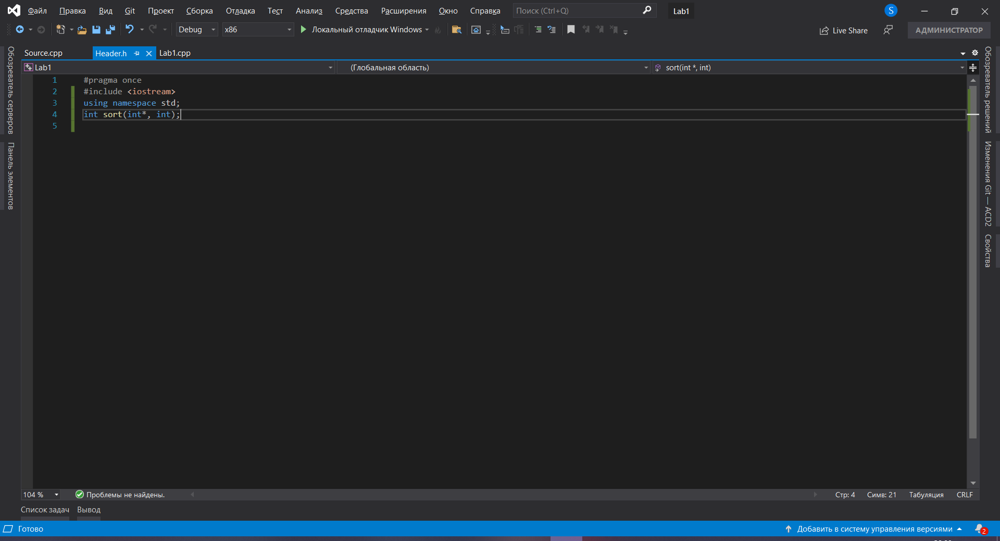 Файл Правка Вид Git Проект Сборка Отладка Тест Анализ Средства Расширения Окно Справка Поиск (Ctrl+Q) Lab1 S
Debug x86 Локальный отладчик Windows Live Share АДМИНИСТРАТОР
Source.cpp Header.h Lab1.cpp
Lab1 (Глобальная область) sort(int *, int)
1 #pragma once
2 #include <iostream>
3 using namespace std;
4 int sort(int*, int);
5
Обозреватель серверов
Панель элементов
Обозреватель решений
Изменения Git — ACD2
Свойства
104 % Проблемы не найдены. Стр: 4 Симв: 21 Табуляция CRLF
Список задач Вывод
Готово Добавить в систему управления версиями 2